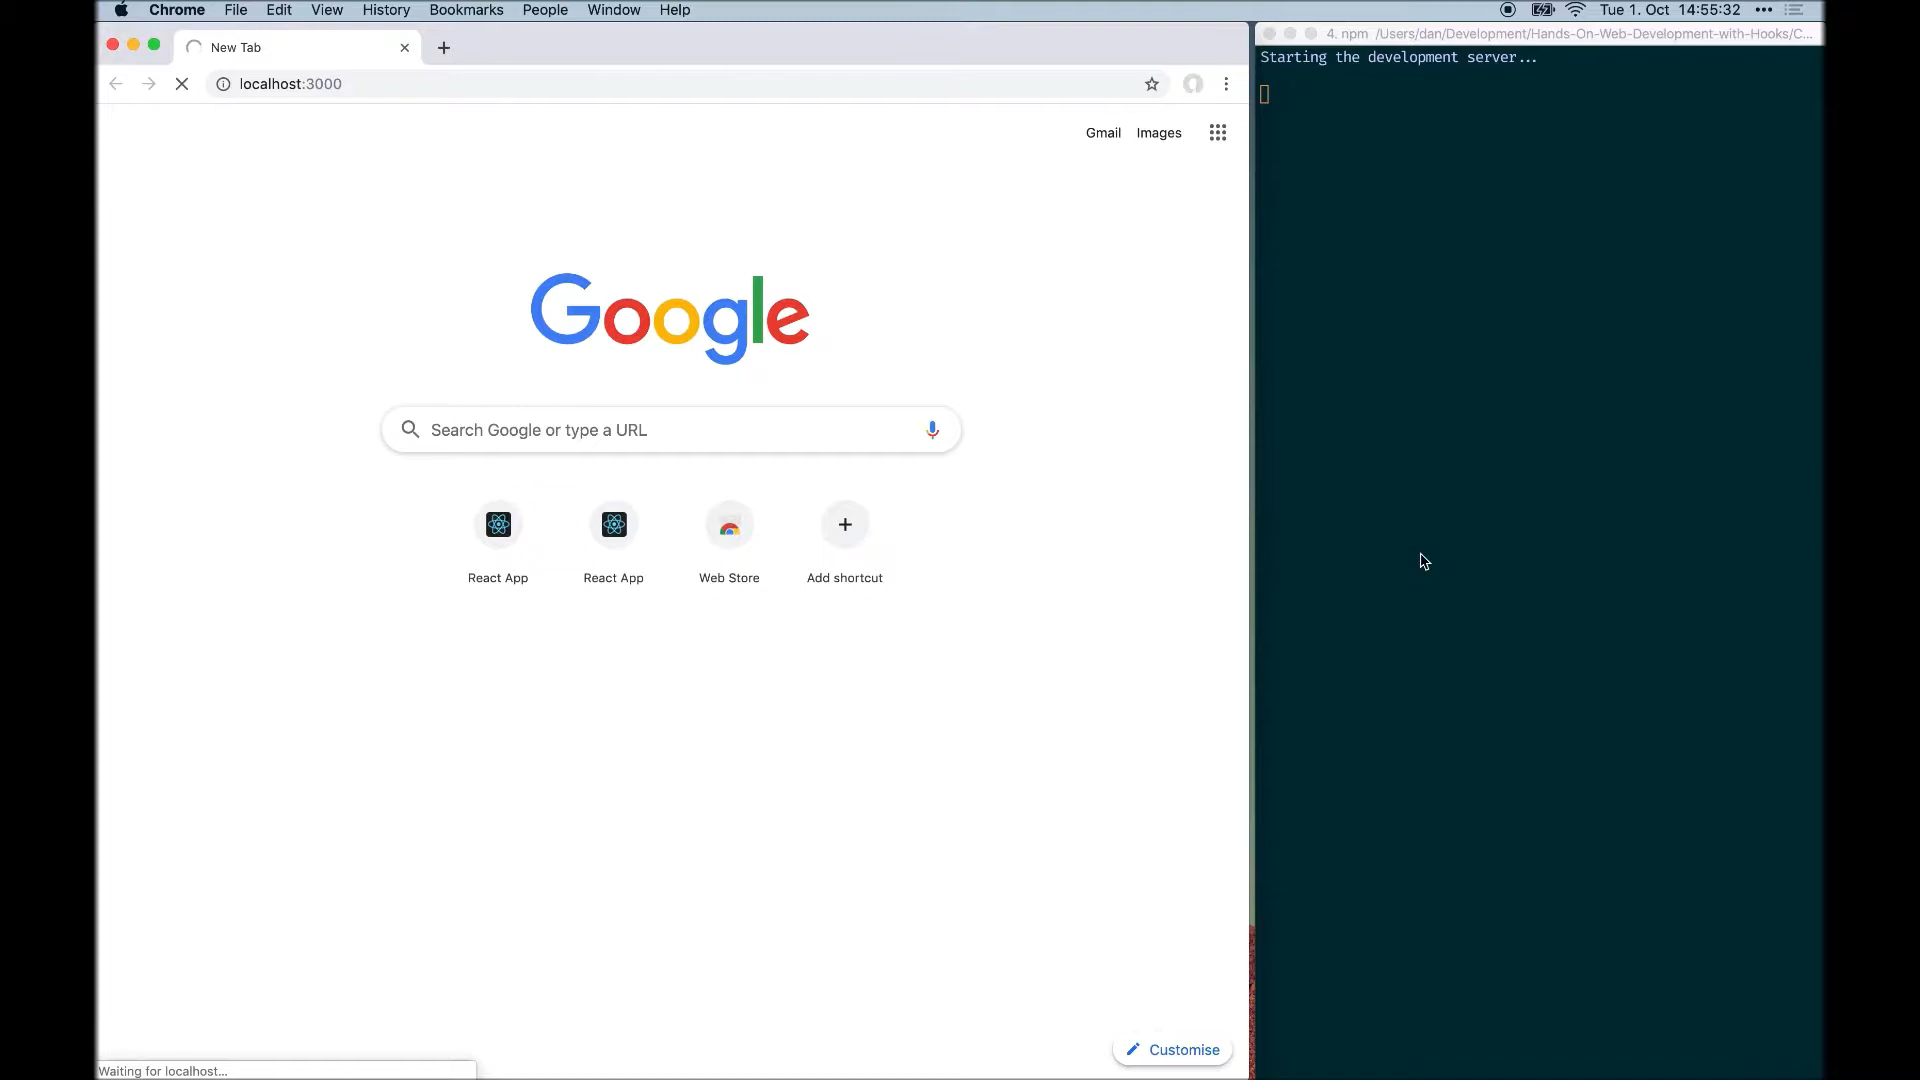 Chrome File Edit View History Bookmarks People Window Help
Tue 1. Oct 14:55:32
New Tab
localhost:3000
Gmail Images
Google
Search Google or type a URL
React App
React App
Web Store
Add shortcut
Customise
Waiting for localhost...
4. npm /Users/dan/Development/Hands-On-Web-Development-with-Hooks/C...
Starting the development server...